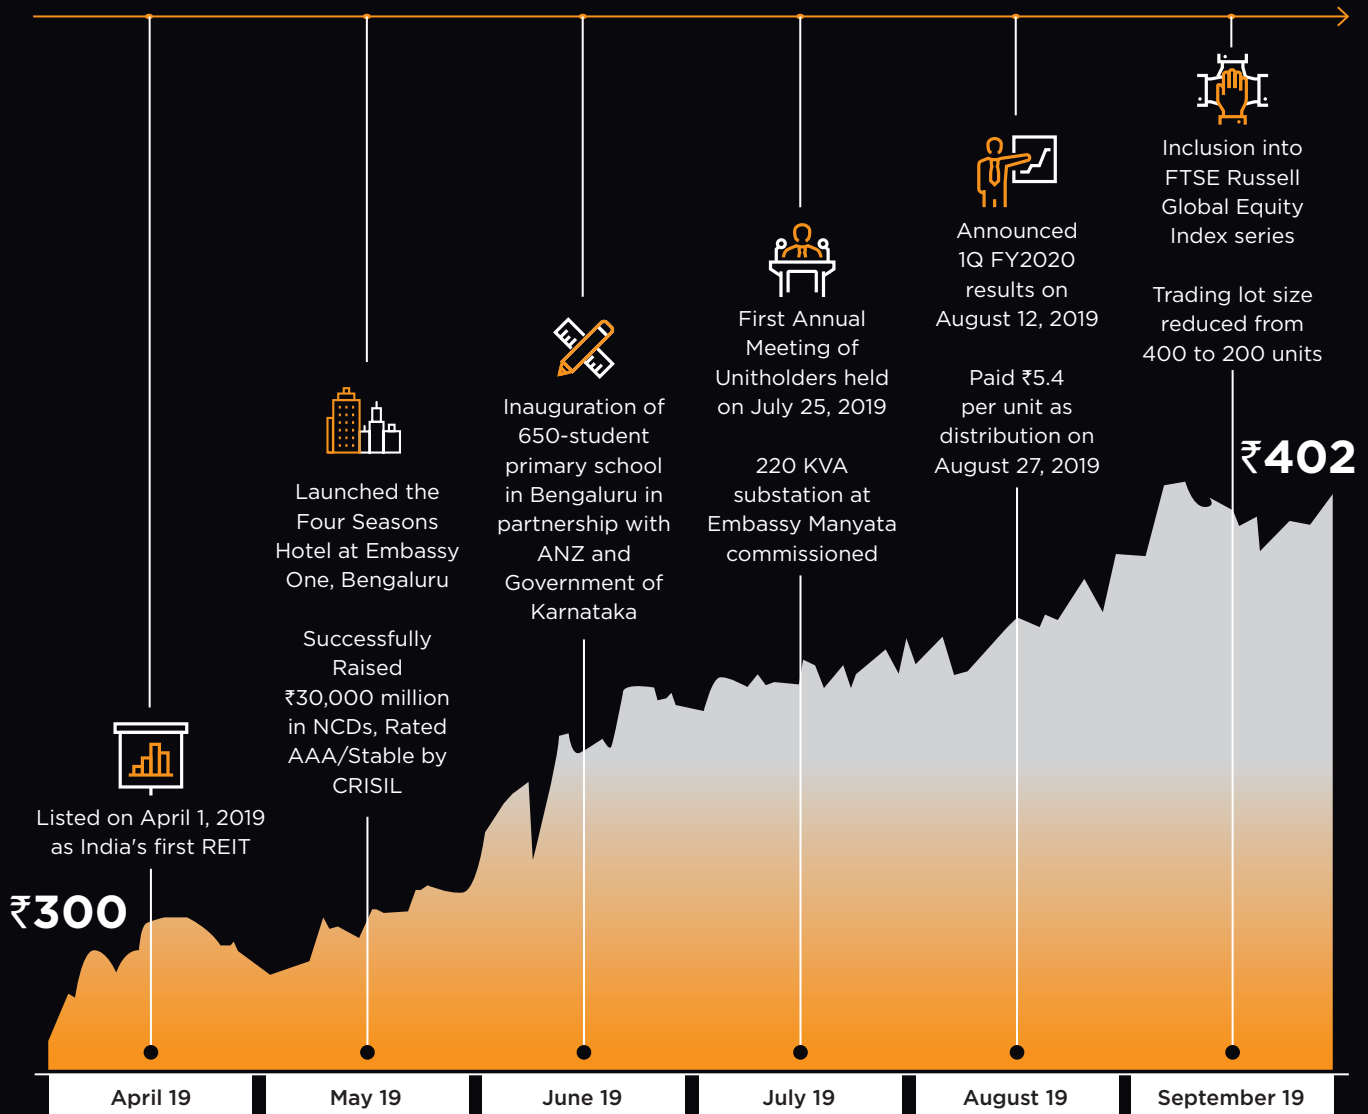 Listed on April 1, 2019
as India's first REIT
₹300
Launched the
Four Seasons
Hotel at Embassy
One, Bengaluru
Successfully
Raised
₹30,000 million
in NCDs, Rated
AAA/Stable by
CRISIL
Inauguration of
650-student
primary school
in Bengaluru in
partnership with
ANZ and
Government of
Karnataka
First Annual
Meeting of
Unitholders held
on July 25, 2019
220 KVA
substation at
Embassy Manyata
commissioned
Announced
1Q FY2020
results on
August 12, 2019
Paid ₹5.4
per unit as
distribution on
August 27, 2019
Inclusion into
FTSE Russell
Global Equity
Index series
Trading lot size
reduced from
400 to 200 units
₹402
April 19
May 19
June 19
July 19
August 19
September 19